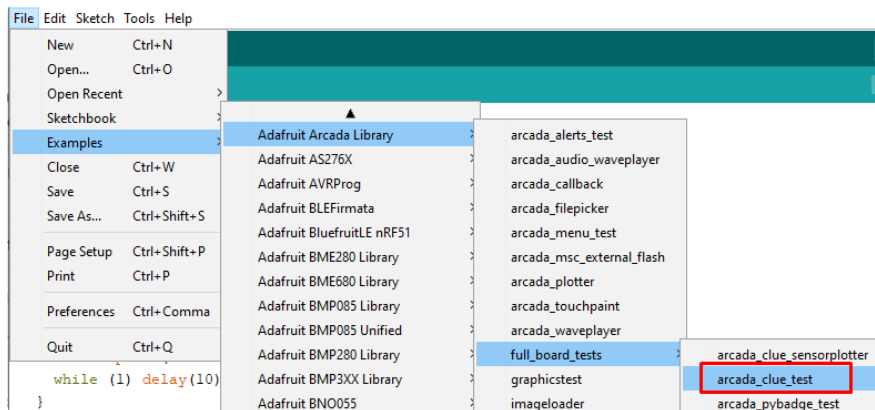 File Edit Sketch Tools Help
New Ctrl+N
Open... Ctrl+O
Open Recent
Sketchbook
Examples
Close Ctrl+W
Save Ctrl+S
Save As... Ctrl+Shift+S
Page Setup Ctrl+Shift+P
Print Ctrl+P
Preferences Ctrl+Comma
Quit Ctrl+Q
while (1) delay(10)
}
Adafruit Arcada Library
Adafruit AS276X
Adafruit AVRProg
Adafruit BLEFirmata
Adafruit BluefruitLE nRF51
Adafruit BME280 Library
Adafruit BME680 Library
Adafruit BMP085 Library
Adafruit BMP085 Unified
Adafruit BMP280 Library
Adafruit BMP3XX Library
Adafruit BNO055
arcada_alerts_test
arcada_audio_waveplayer
arcada_callback
arcada_filepicker
arcada_menu_test
arcada_msc_external_flash
arcada_plotter
arcada_touchpaint
arcada_waveplayer
full_board_tests
graphicstest
imageloader
arcada_clue_sensorplotter
arcada_clue_test
arcada_pybadge_test